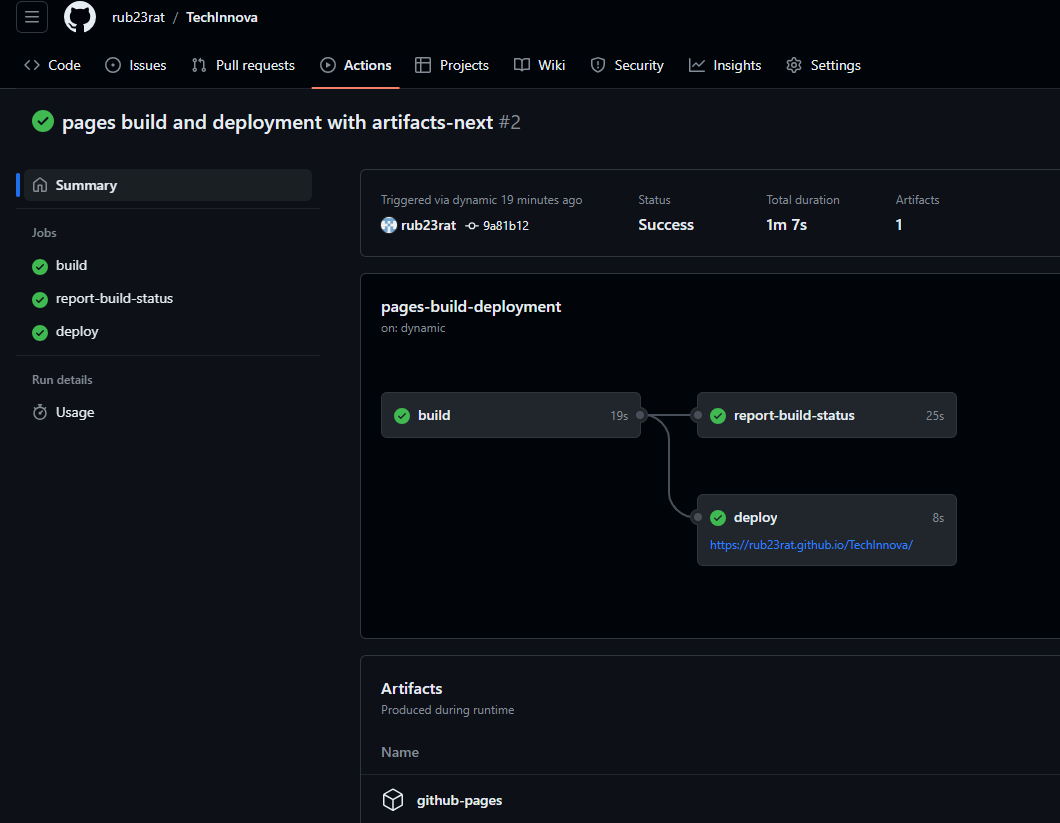 rub23rat / TechInnova
Code Issues Pull requests Actions Projects Wiki Security Insights Settings
pages build and deployment with artifacts-next #2
Summary
Jobs
build
report-build-status
deploy
Run details
Usage
Triggered via dynamic 19 minutes ago
rub23rat 9a81b12
Status
Success
Total duration
1m 7s
Artifacts
1
pages-build-deployment
on: dynamic
build 19s
report-build-status 25s
deploy 8s
https://rub23rat.github.io/TechInnova/
Artifacts
Produced during runtime
Name
github-pages